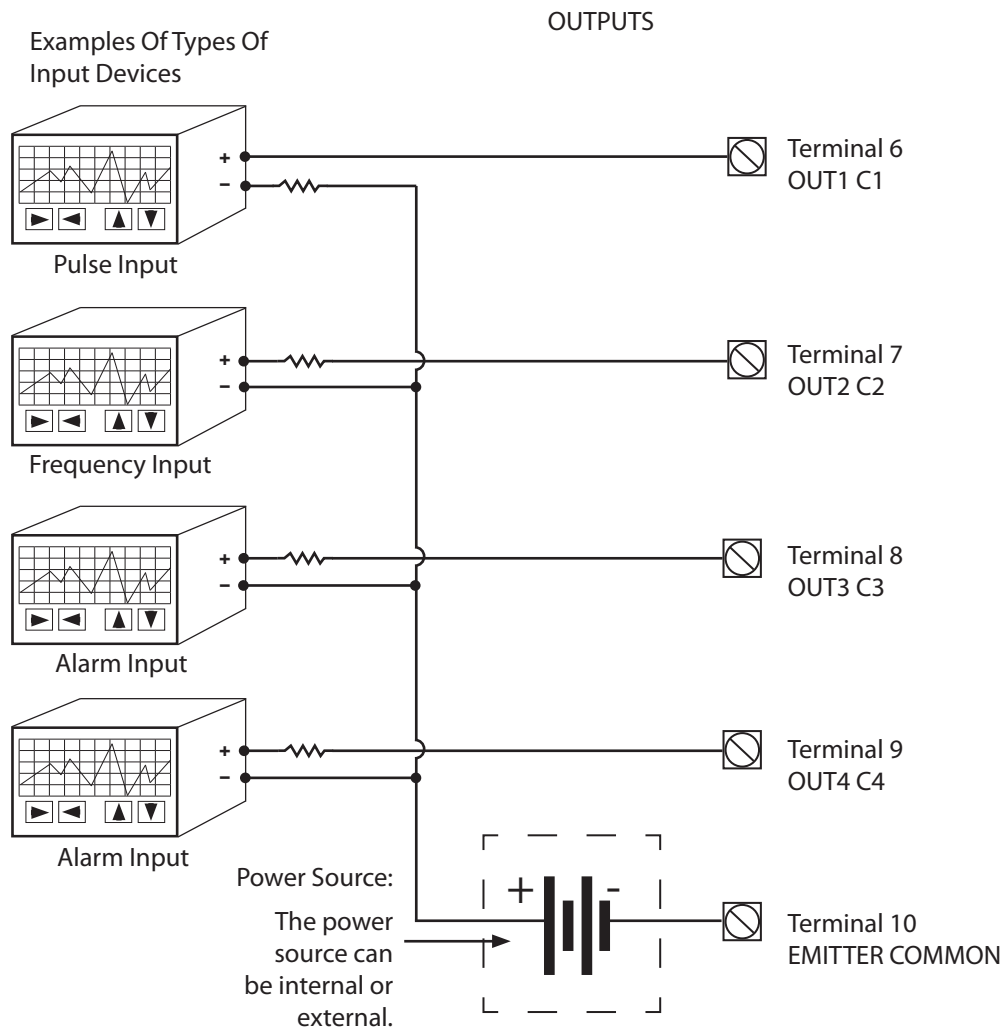 OUTPUTS
Examples Of Types Of
Input Devices
+
-
Pulse Input
Terminal 6
OUT1 C1
+
-
Frequency Input
Terminal 7
OUT2 C2
+
-
Alarm Input
Terminal 8
OUT3 C3
+
-
Alarm Input
Terminal 9
OUT4 C4
Power Source:
The power
source can
be internal or
external.
+ -
Terminal 10
EMITTER COMMON